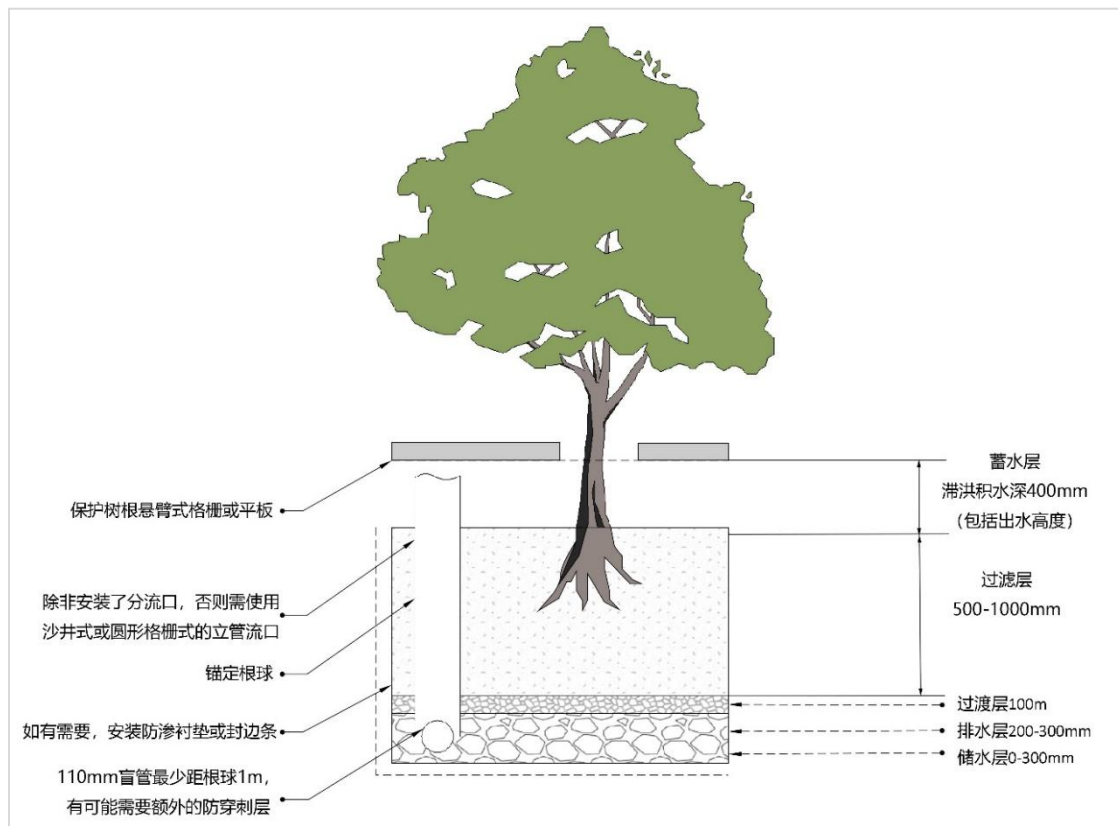 保护树根悬臂式格栅或平板
除非安装了分流口，否则需使用
沙井式或圆形格栅式的立管流口
锚定根球
如有需要，安装防渗衬垫或封边条
110mm盲管最少距根球1m，
有可能需要额外的防穿刺层
蓄水层
滞洪积水深400mm
（包括出水高度）
过滤层
500-1000mm
过渡层100m
排水层200-300mm
储水层0-300mm